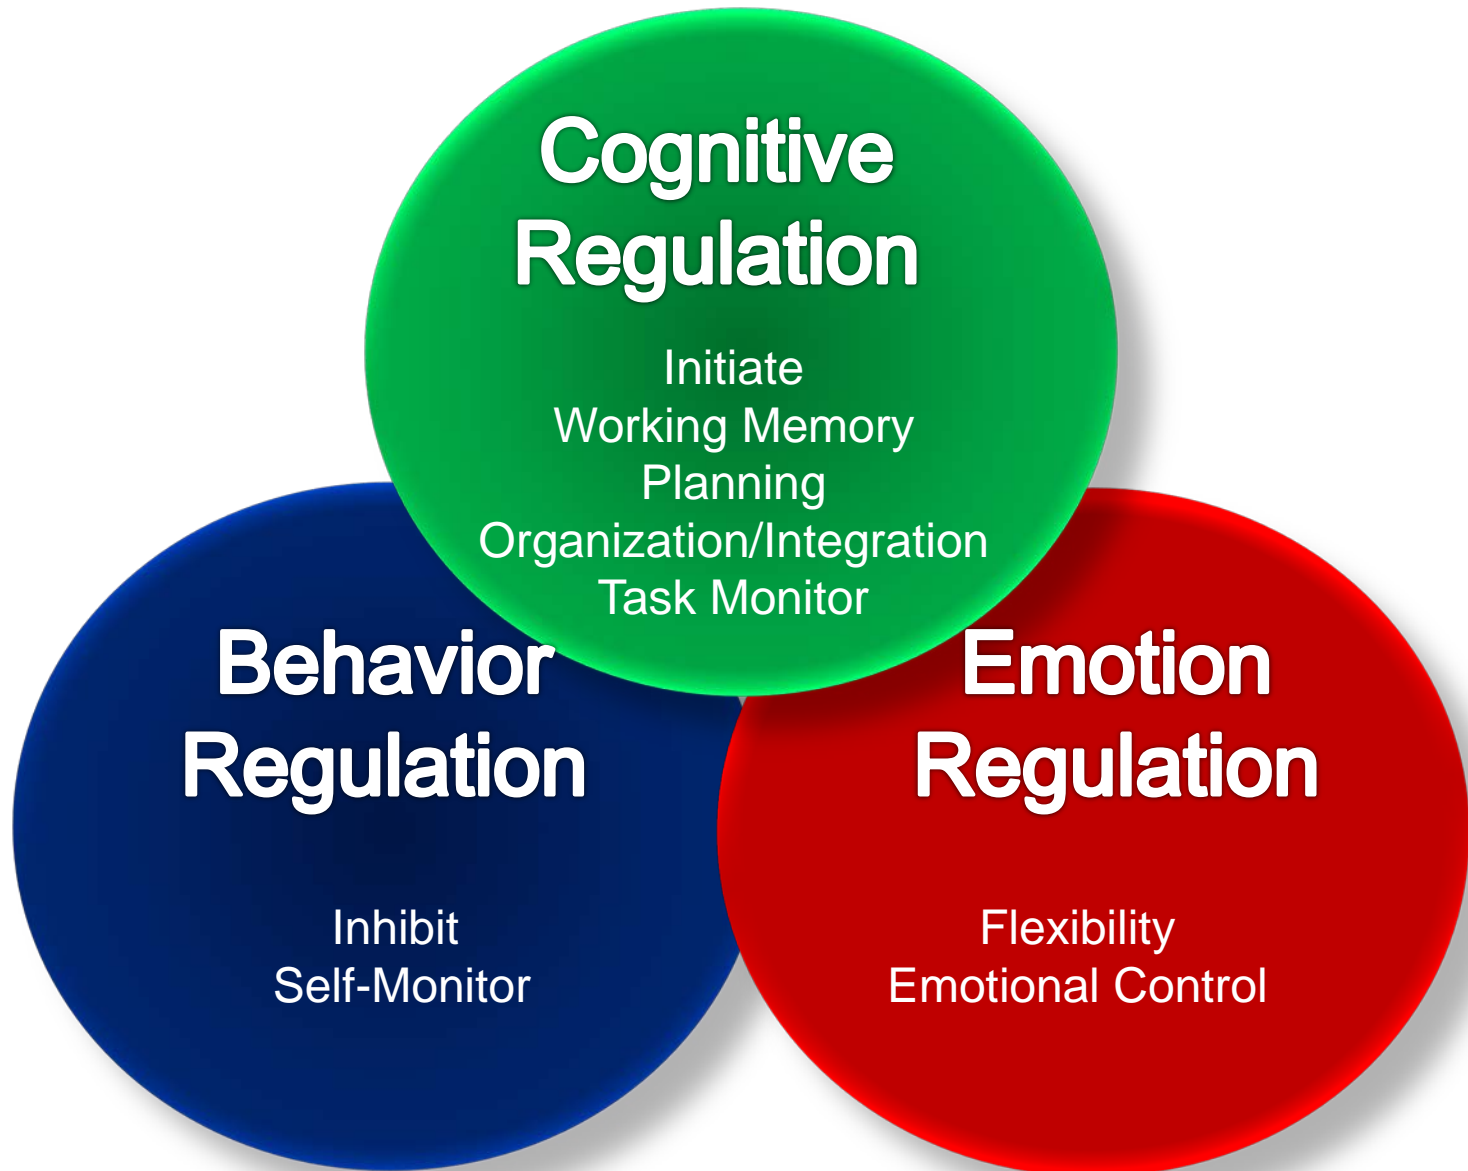 Cognitive
Regulation
Initiate
Working Memory
Planning
Organization/Integration
Task Monitor
Behavior
Regulation
Inhibit
Self-Monitor
Emotion
Regulation
Flexibility
Emotional Control